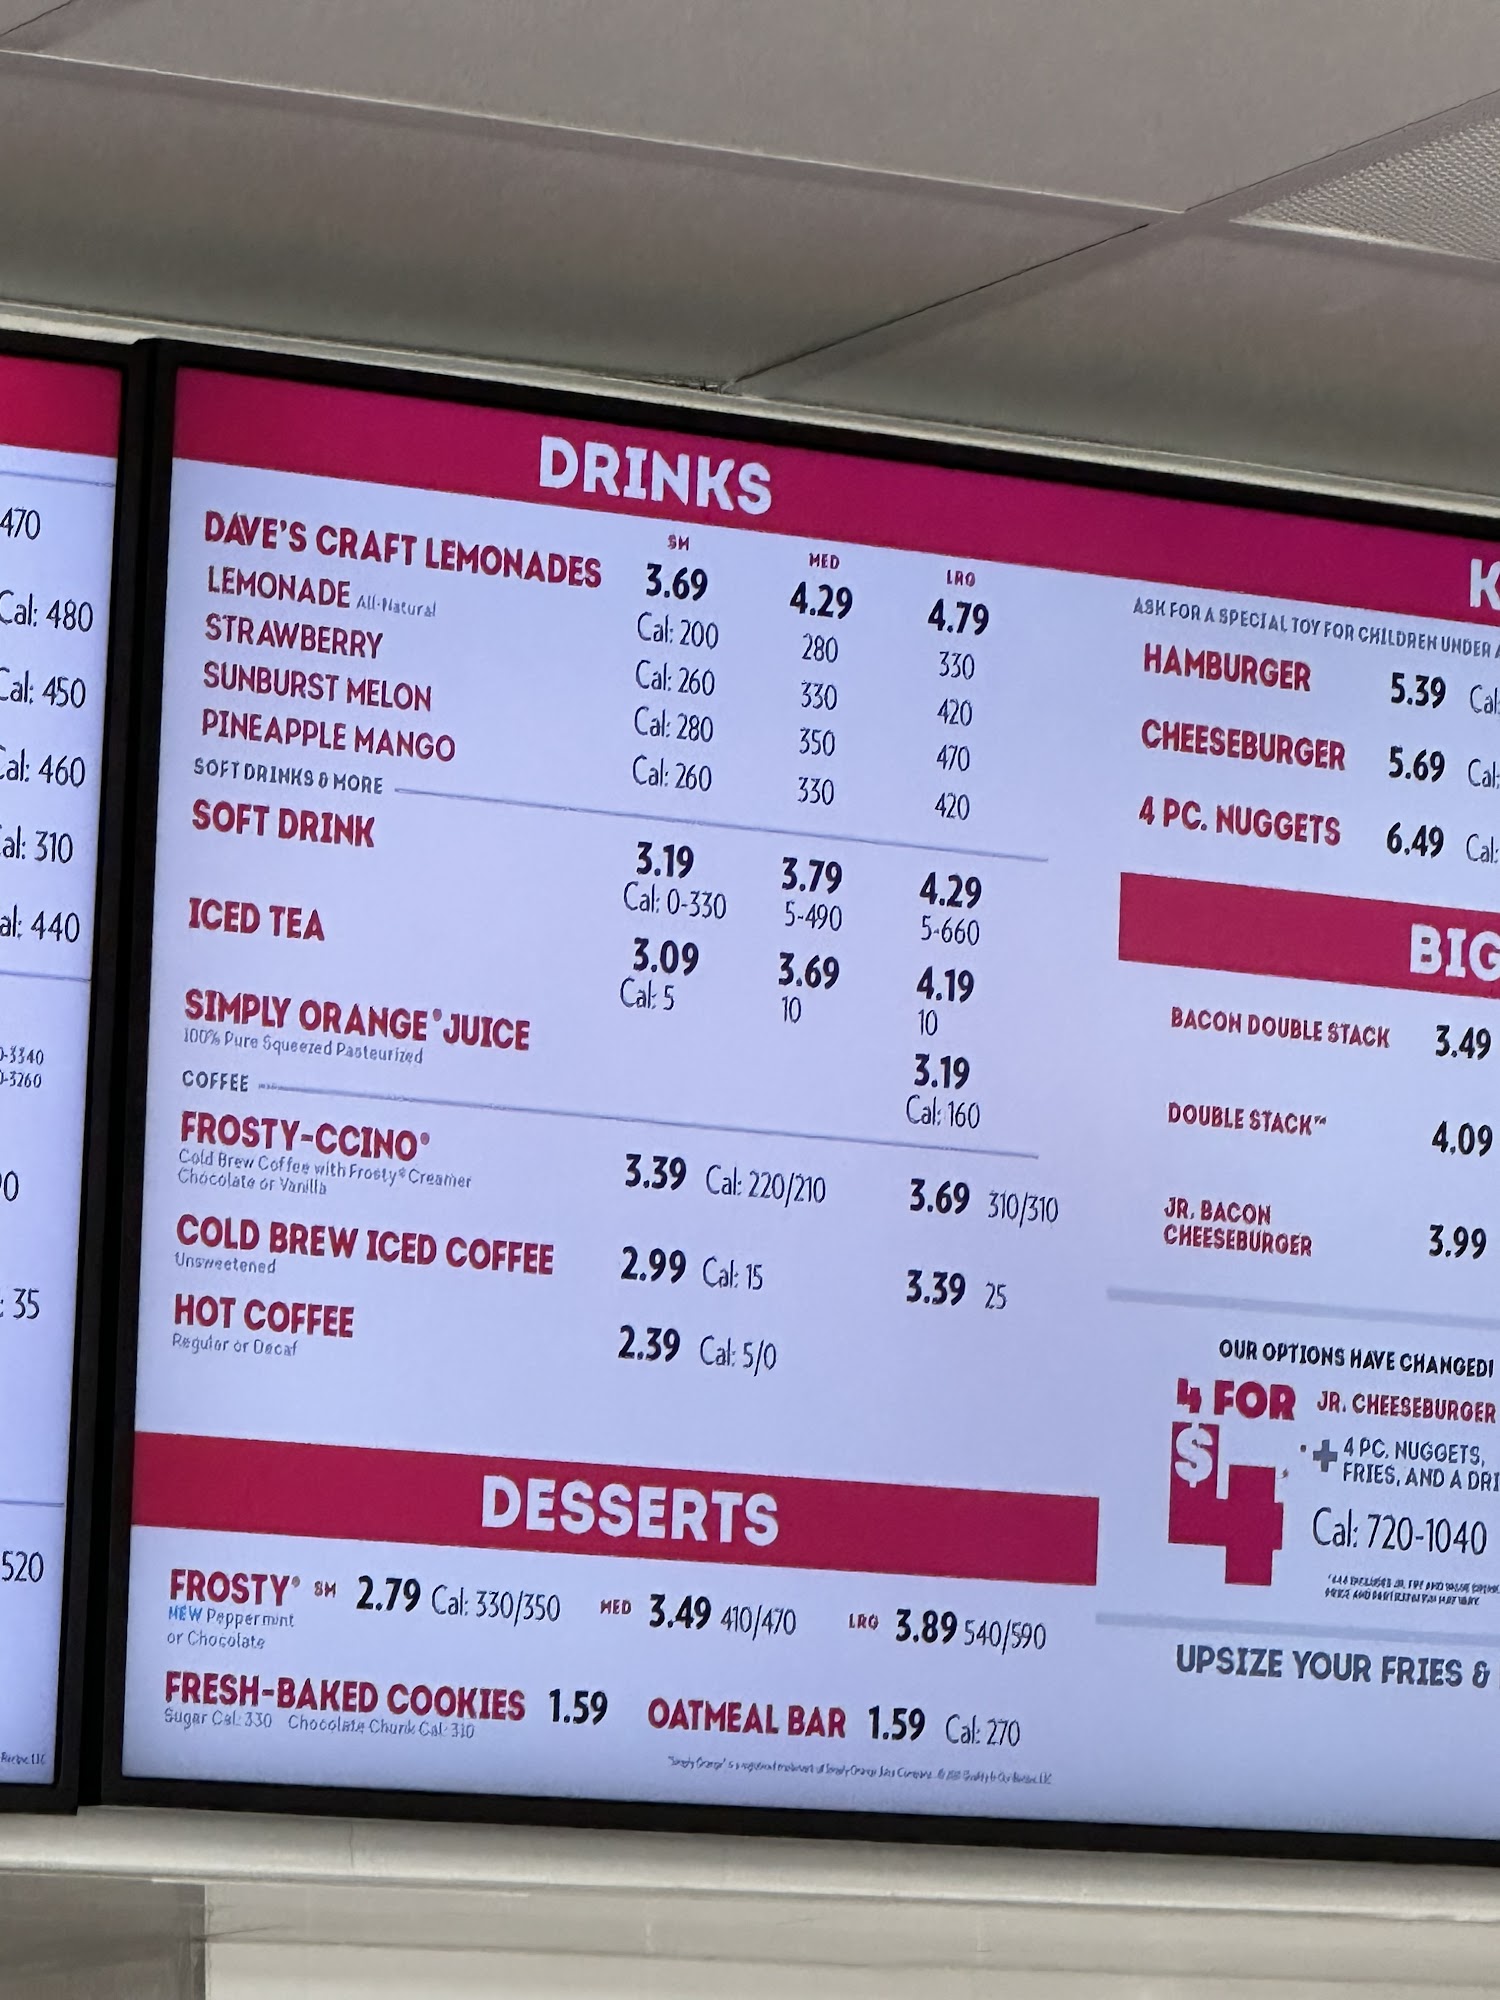 470
Cal: 480
Cal: 450
Cal: 460
al: 310
al: 440
0-3340
0-3260
: 35
520
DRINKS
SM MED LRG
DAVE'S CRAFT LEMONADES 3.69 4.29 4.79
LEMONADE All-Natural Cal: 200 280 330
STRAWBERRY Cal: 260 330 420
SUNBURST MELON Cal: 280 350 470
PINEAPPLE MANGO Cal: 260 330 420
SOFT DRINKS & MORE
SOFT DRINK 3.19 3.79 4.29
Cal: 0-330 5-490 5-660
ICED TEA 3.09 3.69 4.19
Cal: 5 10 10
SIMPLY ORANGE® JUICE 3.19
100% Pure Squeezed Pasteurized Cal: 160
COFFEE
FROSTY-CCINO® 3.39 Cal: 220/210 3.69 310/310
Cold Brew Coffee with Frosty® Creamer
Chocolate or Vanilla
COLD BREW ICED COFFEE 2.99 Cal: 15 3.39 25
Unsweetened
HOT COFFEE 2.39 Cal: 5/0
Regular or Decaf
DESSERTS
FROSTY® SM 2.79 Cal: 330/350 MED 3.49 410/470 LRG 3.89 540/590
NEW Peppermint
or Chocolate
FRESH-BAKED COOKIES 1.59 OATMEAL BAR 1.59 Cal: 270
Sugar Cal: 330 Chocolate Chunk Cal: 310
K
ASK FOR A SPECIAL TOY FOR CHILDREN UNDER
HAMBURGER 5.39 Cal:
CHEESEBURGER 5.69 Cal:
4 PC. NUGGETS 6.49 Cal:
BIG
BACON DOUBLE STACK 3.49
DOUBLE STACK™ 4.09
JR. BACON
CHEESEBURGER 3.99
OUR OPTIONS HAVE CHANGED!
4 FOR $4 JR. CHEESEBURGER
+ 4 PC. NUGGETS,
FRIES, AND A DRI
Cal: 720-1040
UPSIZE YOUR FRIES &